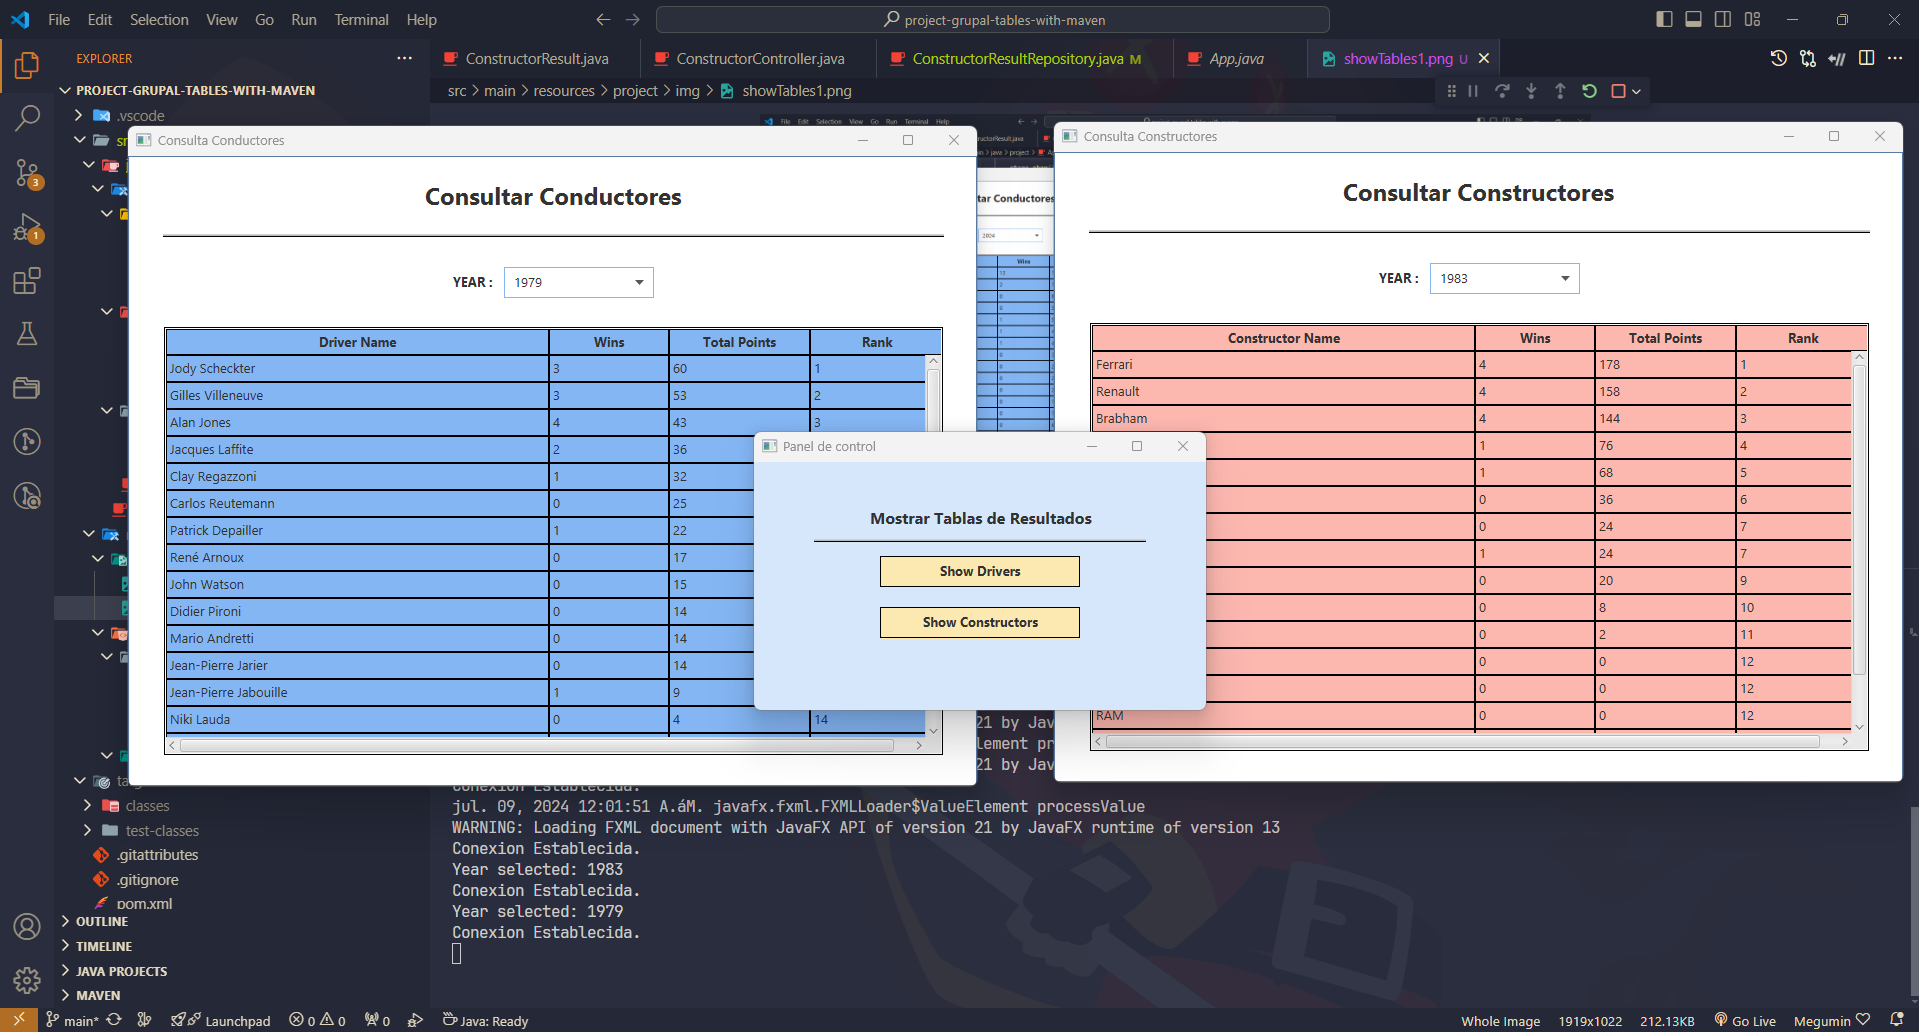 File Edit Selection View Go Run Terminal Help
project-grupal-tables-with-maven
EXPLORER
ConstructorResult.java ConstructorController.java ConstructorResultRepository.java M App.java showTables1.png U
PROJECT-GRUPAL-TABLES-WITH-MAVEN
src > main > resources > project > img > showTables1.png
.vscode
Consulta Conductores
Consultar Conductores
YEAR : 1979
Driver Name Wins Total Points Rank
Jody Scheckter 3 60 1
Gilles Villeneuve 3 53 2
Alan Jones 4 43 3
Jacques Laffite 2 36
Clay Regazzoni 1 32
Carlos Reutemann 0 25
Patrick Depailler 1 22
René Arnoux 0 17
John Watson 0 15
Didier Pironi 0 14
Mario Andretti 0 14
Jean-Pierre Jarier 0 14
Jean-Pierre Jabouille 1 9
Niki Lauda 0 4 14
tar Conductores
2024
Wins
Consulta Constructores
Consultar Constructores
YEAR : 1983
Constructor Name Wins Total Points Rank
Ferrari 4 178 1
Renault 4 158 2
Brabham 4 144 3
1 76 4
1 68 5
0 36 6
0 24 7
1 24 7
0 20 9
0 8 10
0 2 11
0 0 12
0 0 12
RAM 0 0 12
Panel de control
Mostrar Tablas de Resultados
Show Drivers
Show Constructors
21 by Jav
lement pr
21 by Jav
Conexion Establecida.
jul. 09, 2024 12:01:51 A.áM. javafx.fxml.FXMLLoader$ValueElement processValue
WARNING: Loading FXML document with JavaFX API of version 21 by JavaFX runtime of version 13
Conexion Establecida.
Year selected: 1983
Conexion Establecida.
Year selected: 1979
Conexion Establecida.
classes
test-classes
.gitattributes
.gitignore
pom.xml
OUTLINE
TIMELINE
JAVA PROJECTS
MAVEN
3
1
main* Launchpad 0 0 0 Java: Ready Whole Image 1919x1022 212.13KB Go Live Megumin